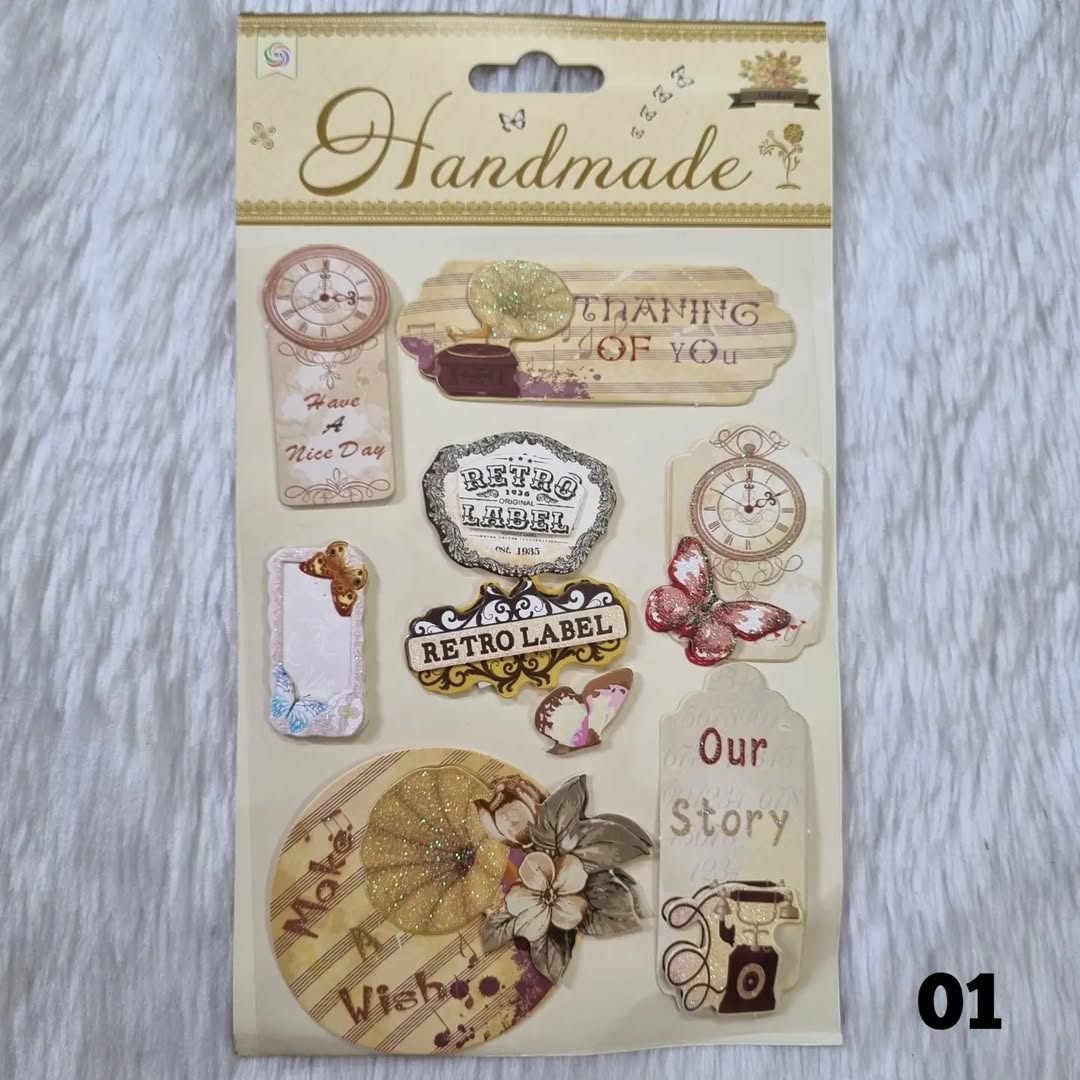 Handmade
Have
A
Nice Day
THANING
OF YOu
RETRO
1935
ORIGINAL
LABEL
est. 1935
RETRO LABEL
Our
Story
Make
A
Wish
01